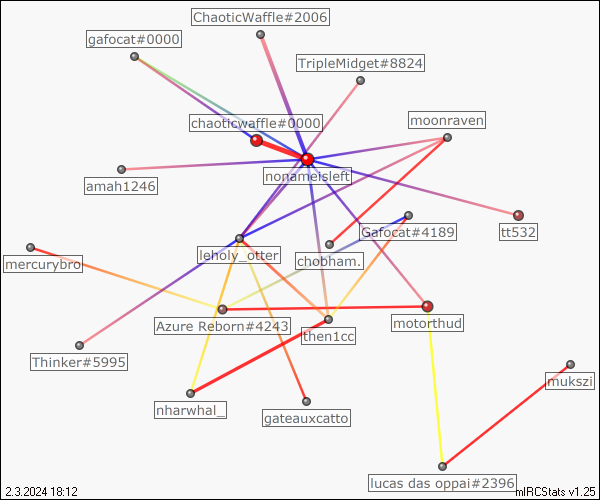 ChaoticWaffle#2006
gafocat#0000
TripleMidget#8824
chaoticwaffle#0000
moonraven
nonameisleft
amah1246
Gafocat#4189
tt532
leholy_otter
chobham.
mercurybro
Azure Reborn#4243
motorthud
then1cc
Thinker#5995
mukszi
nharwhal_
gateauxcatto
lucas das oppai#2396
2.3.2024 18:12
mIRCStats v1.25